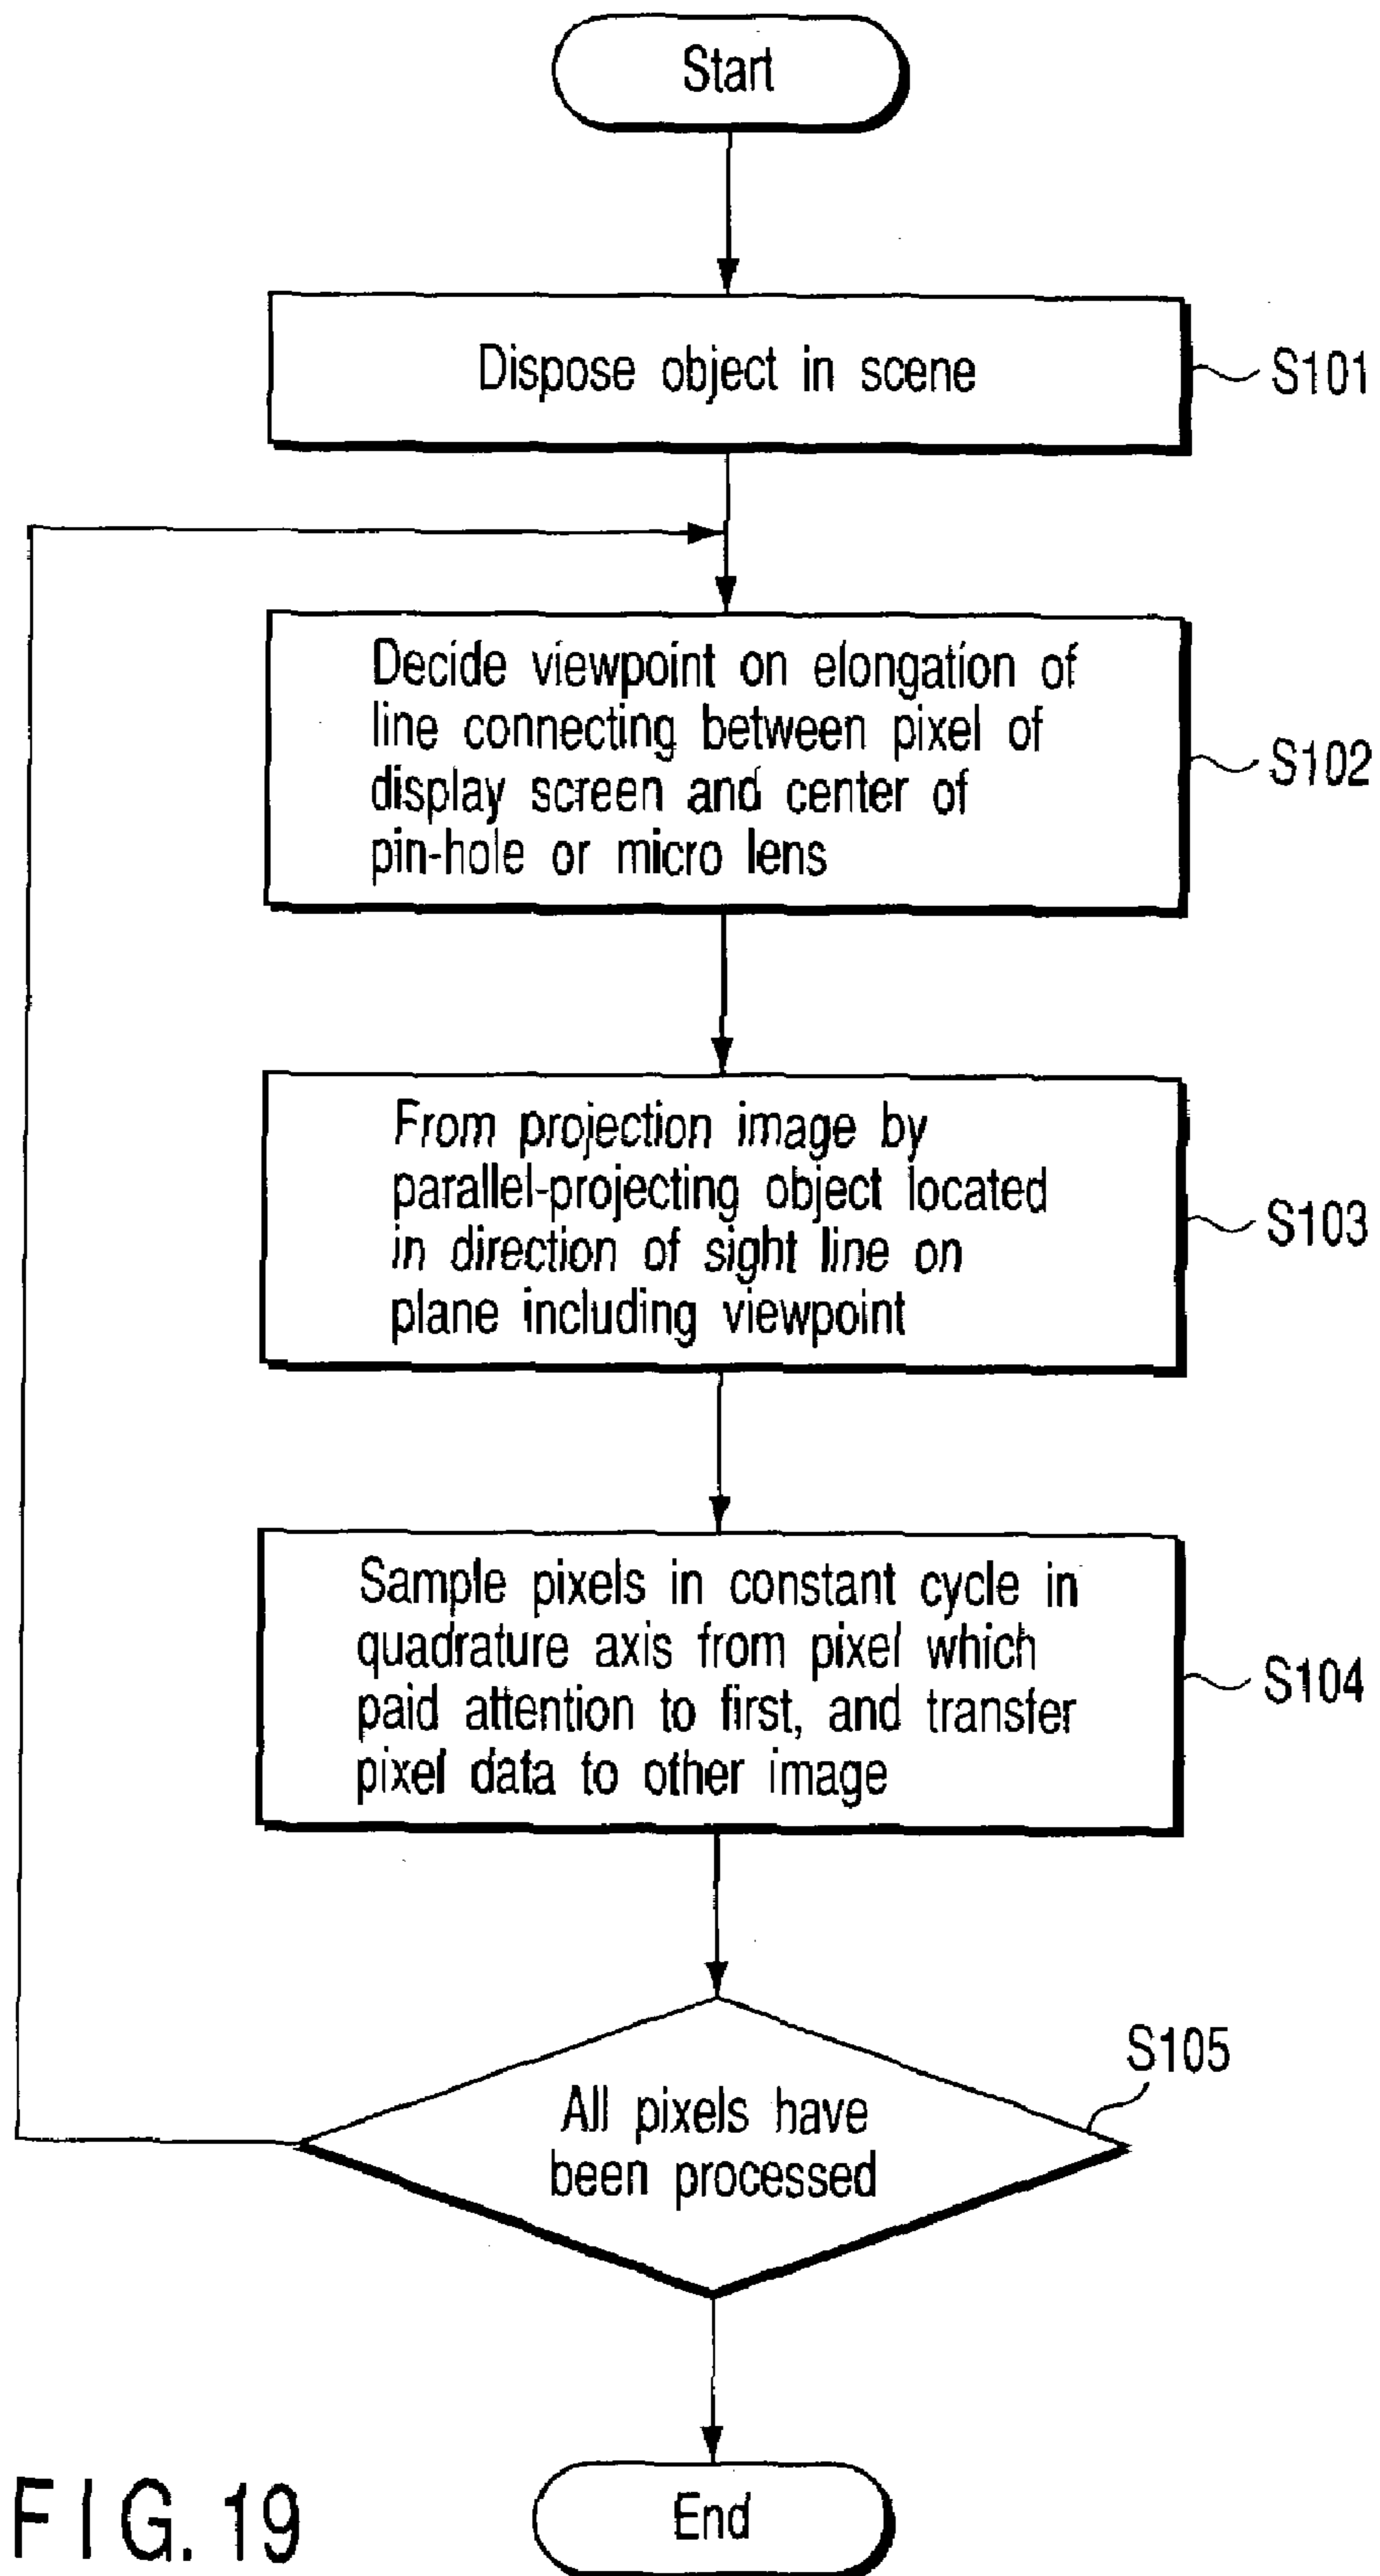 Start
Dispose object in scene
S101
Decide viewpoint on elongation of
line connecting between pixel of
display screen and center of
pin-hole or micro lens
S102
From projection image by
parallel-projecting object located
in direction of sight line on
plane including viewpoint
S103
Sample pixels in constant cycle in
quadrature axis from pixel which
paid attention to first, and transfer
pixel data to other image
S104
S105
All pixels have
been processed
End
FIG. 19